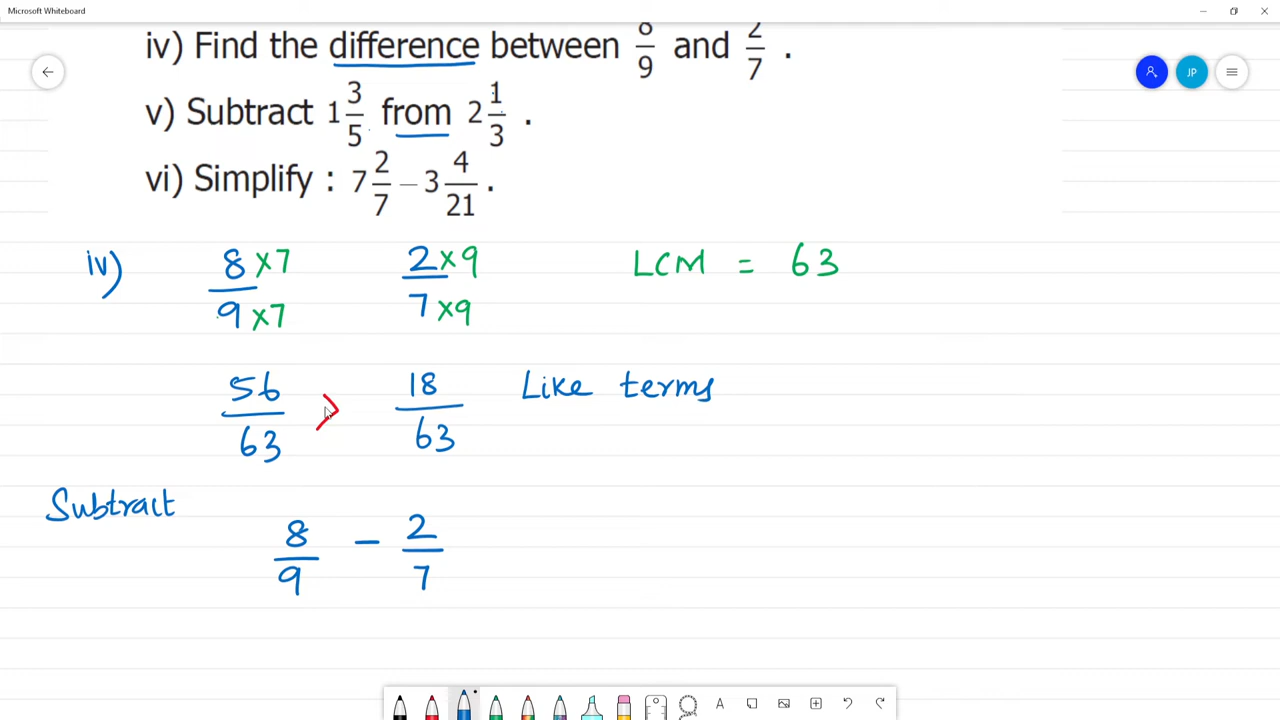 Microsoft Whiteboard
iv) Find the difference between 8/9 and 2/7 .
JP
v) Subtract 1 3/5 from 2 1/3 .
vi) Simplify : 7 2/7 – 3 4/21 .
iv) 8×7/9×7 2×9/7×9 LCM = 63
56/63 > 18/63 Like terms
Subtract
8/9 – 2/7
A